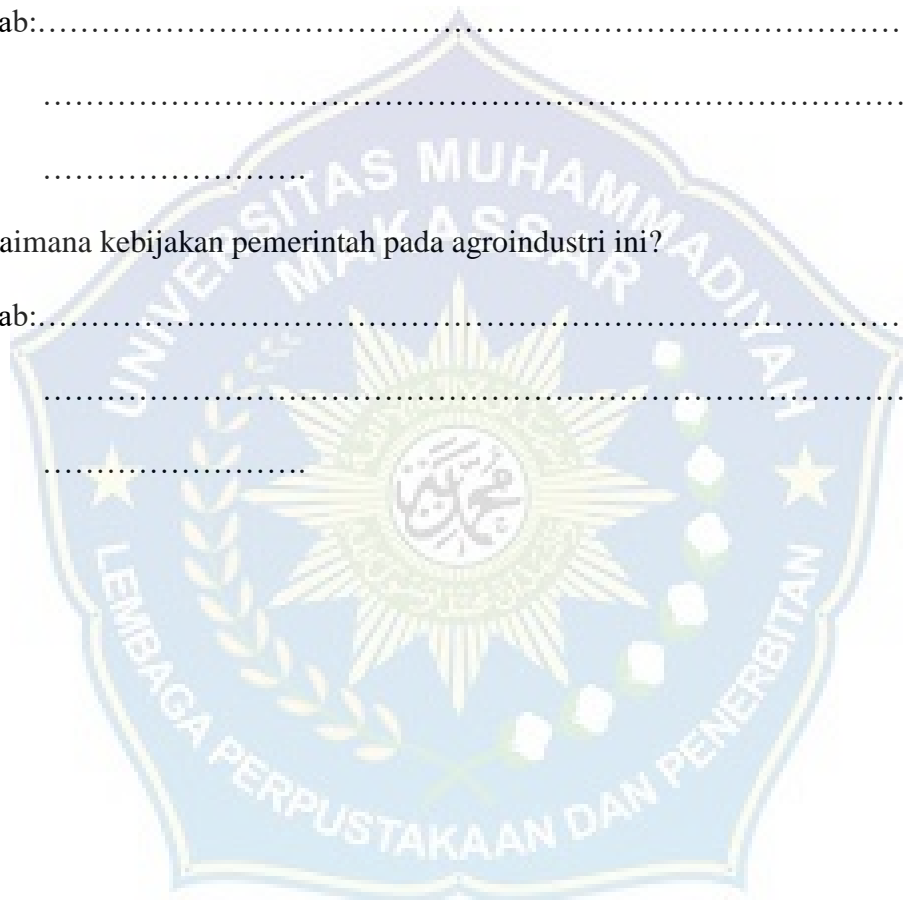 ab:……………………………………………………………………
……………………………………………………………………
…………………….
aimana kebijakan pemerintah pada agroindustri ini?
ab:……………………………………………………………………
……………………………………………………………………
…………………….
UNIVERSITAS MUHAMMADIYAH
MAKASSAR
LEMBAGA PERPUSTAKAAN DAN PENERBITAN